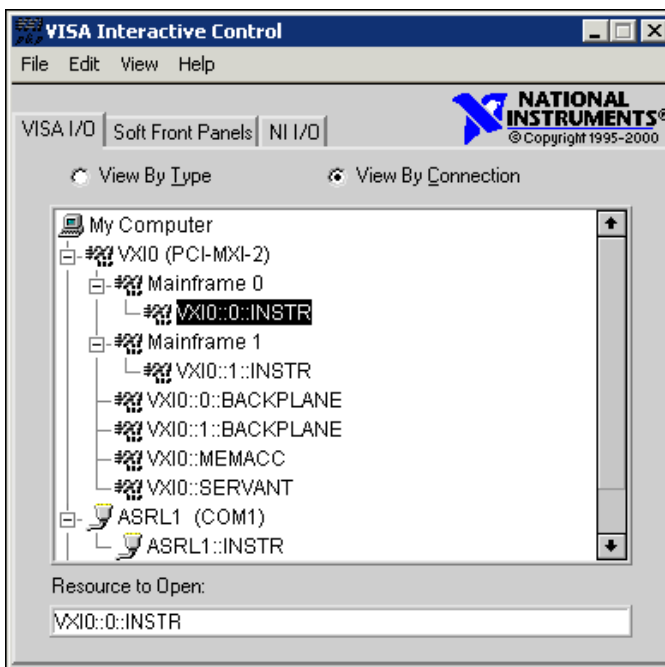 VISA Interactive Control
File Edit View Help
NATIONAL
INSTRUMENTS®
© Copyright 1995-2000
VISA I/O Soft Front Panels NI I/O
View By Type View By Connection
My Computer
VXI0 (PCI-MXI-2)
Mainframe 0
VXI0::0::INSTR
Mainframe 1
VXI0::1::INSTR
VXI0::0::BACKPLANE
VXI0::1::BACKPLANE
VXI0::MEMACC
VXI0::SERVANT
ASRL1 (COM1)
ASRL1::INSTR
Resource to Open:
VXI0::0::INSTR